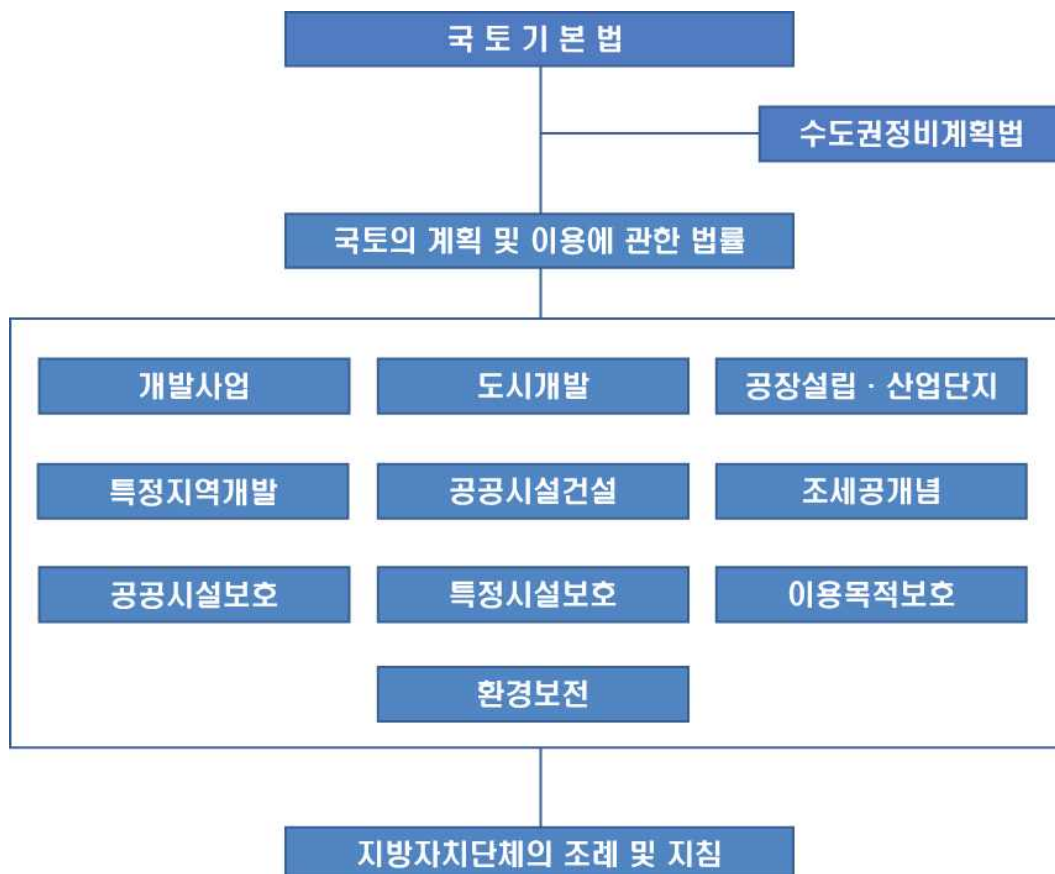 국 토 기 본 법
수도권정비계획법
국토의 계획 및 이용에 관한 법률
개발사업
도시개발
공장설립 · 산업단지
특정지역개발
공공시설건설
조세공개념
공공시설보호
특정시설보호
이용목적보호
환경보전
지방자치단체의 조례 및 지침